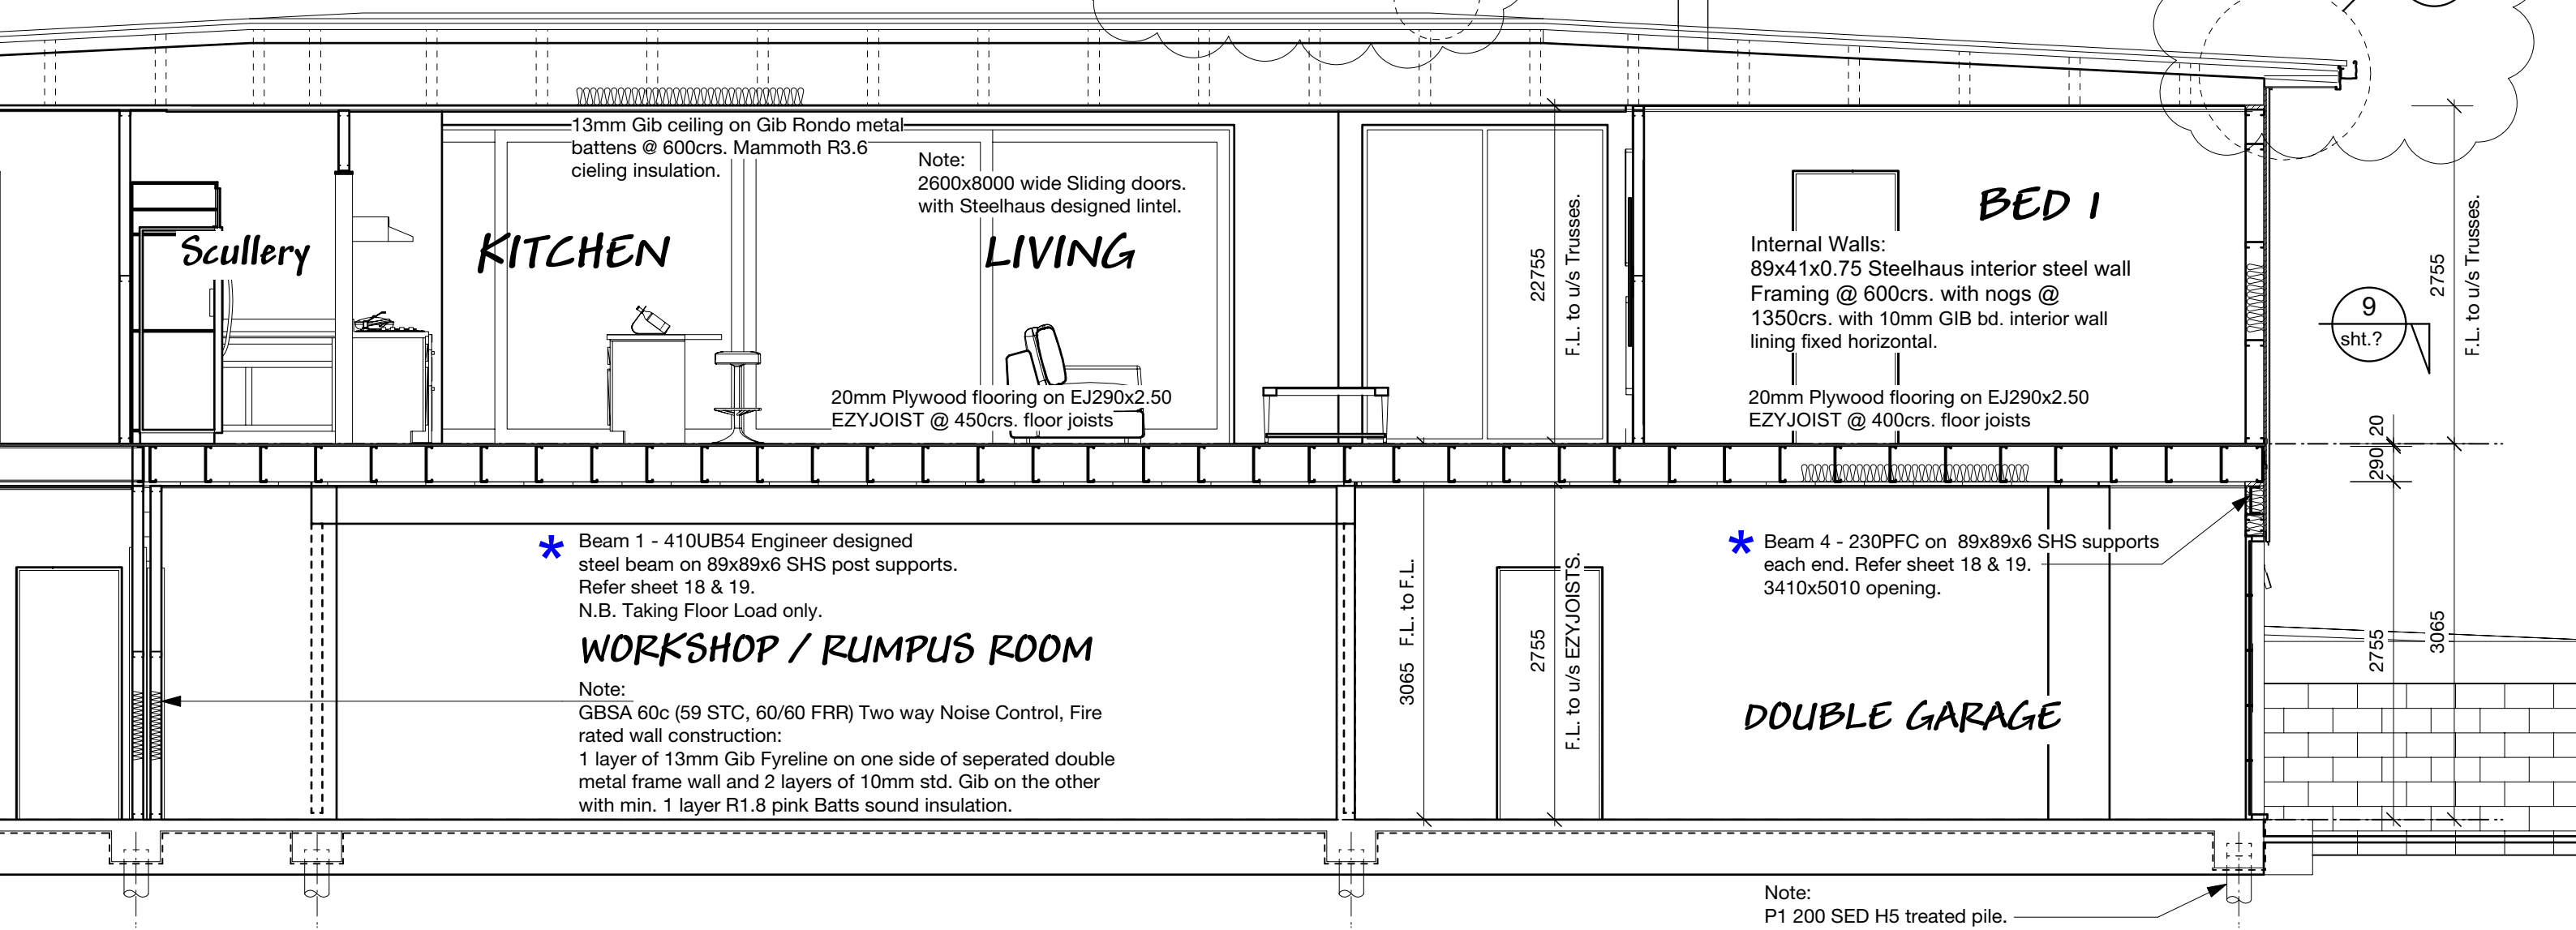 13mm Gib ceiling on Gib Rondo metal
battens @ 600crs. Mammoth R3.6
cieling insulation.
Note:
2600x8000 wide Sliding doors.
with Steelhaus designed lintel.
Scullery
KITCHEN
LIVING
BED 1
22755
F.L. to u/s Trusses.
Internal Walls:
89x41x0.75 Steelhaus interior steel wall
Framing @ 600crs. with nogs @
1350crs. with 10mm GIB bd. interior wall
lining fixed horizontal.
2755
F.L. to u/s Trusses.
9
sht.?
20mm Plywood flooring on EJ290x2.50
EZYJOIST @ 450crs. floor joists
20mm Plywood flooring on EJ290x2.50
EZYJOIST @ 400crs. floor joists
20
290
* Beam 1 - 410UB54 Engineer designed
steel beam on 89x89x6 SHS post supports.
Refer sheet 18 & 19.
N.B. Taking Floor Load only.
WORKSHOP / RUMPUS ROOM
Note:
GBSA 60c (59 STC, 60/60 FRR) Two way Noise Control, Fire
rated wall construction:
1 layer of 13mm Gib Fyreline on one side of seperated double
metal frame wall and 2 layers of 10mm std. Gib on the other
with min. 1 layer R1.8 pink Batts sound insulation.
3065 F.L. to F.L.
2755
F.L. to u/s EZYJOISTS.
* Beam 4 - 230PFC on 89x89x6 SHS supports
each end. Refer sheet 18 & 19.
3410x5010 opening.
DOUBLE GARAGE
2755
3065
Note:
P1 200 SED H5 treated pile.